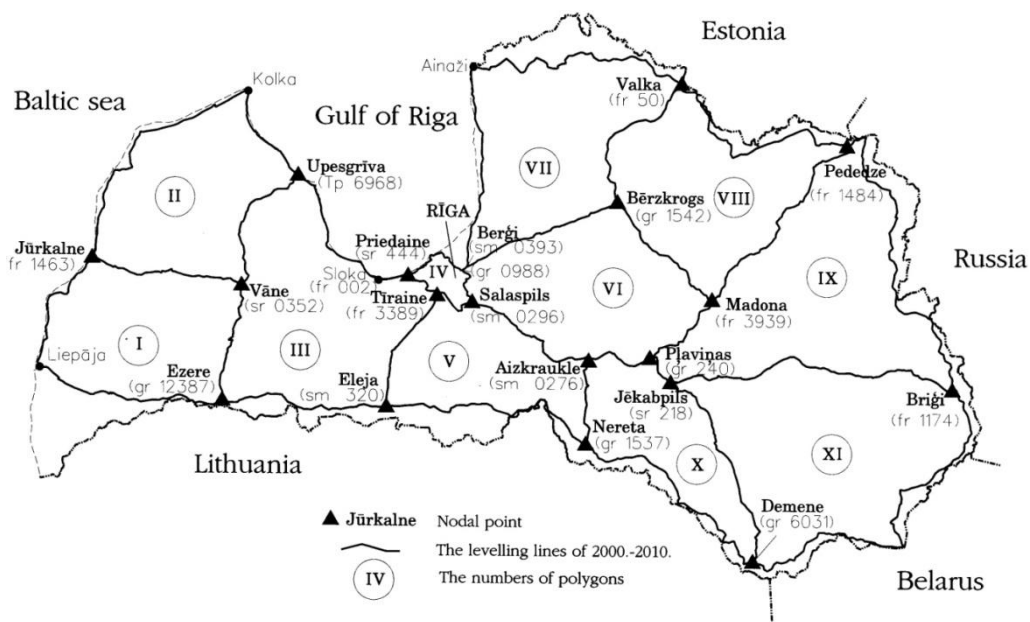 Estonia
Ainaži
Valka
(fr 50)
Kolka
Baltic sea
Gulf of Riga
VII
Pededze
(fr 1484)
Upesgrīva
(Tp 6968)
II
VIII
Bērzkrogs
(gr 1542)
RĪGA
Berģi
(sm 0393)
(gr 0988)
Priedaine
(sr 444)
IV
Jūrkalne
fr 1463)
Sloka
(fr 002)
Tīraine
(fr 3389)
Vāne
(sr 0352)
Salaspils
(sm 0296)
VI
IX
Russia
Madona
(fr 3939)
I
III
V
Liepāja
Ezere
(gr 12387)
Eleja
(sm 320)
Aizkraukle
(sm 0276)
Pļaviņas
(gr 240)
Jēkabpils
(sr 218)
Briģi
(fr 1174)
Nereta
(gr 1537)
X
XI
Lithuania
Demene
(gr 6031)
Belarus
Jūrkalne Nodal point
The levelling lines of 2000.-2010.
IV The numbers of polygons